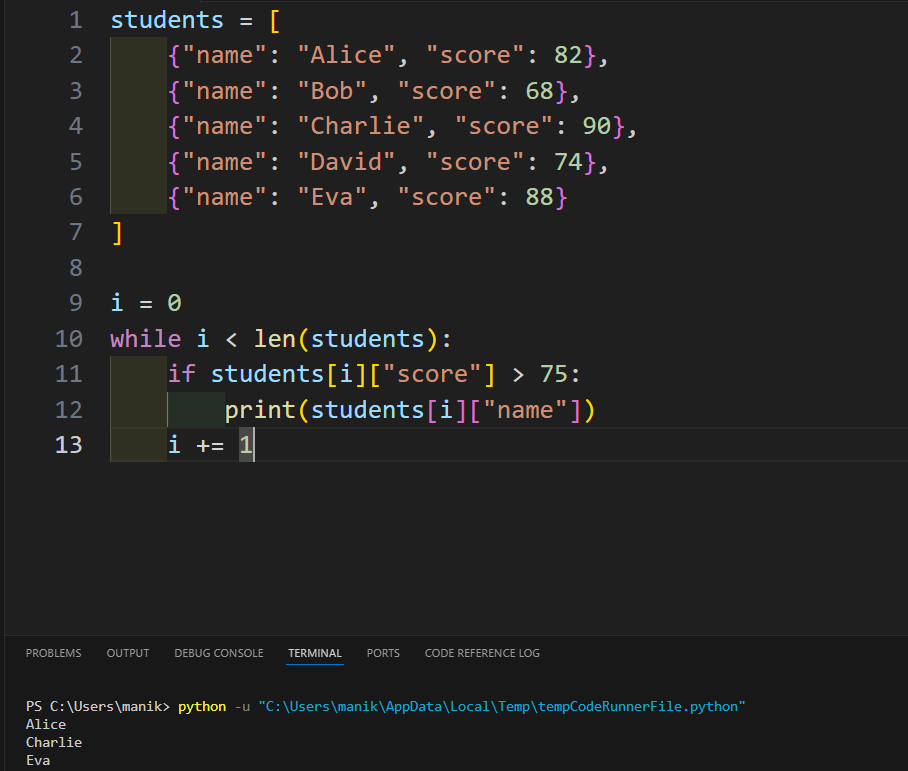 1 students = [
2     {"name": "Alice", "score": 82},
3     {"name": "Bob", "score": 68},
4     {"name": "Charlie", "score": 90},
5     {"name": "David", "score": 74},
6     {"name": "Eva", "score": 88}
7 ]
8
9 i = 0
10 while i < len(students):
11     if students[i]["score"] > 75:
12         print(students[i]["name"])
13     i += 1
PROBLEMS OUTPUT DEBUG CONSOLE TERMINAL PORTS CODE REFERENCE LOG
PS C:\Users\manik> python -u "C:\Users\manik\AppData\Local\Temp\tempCodeRunnerFile.python"
Alice
Charlie
Eva